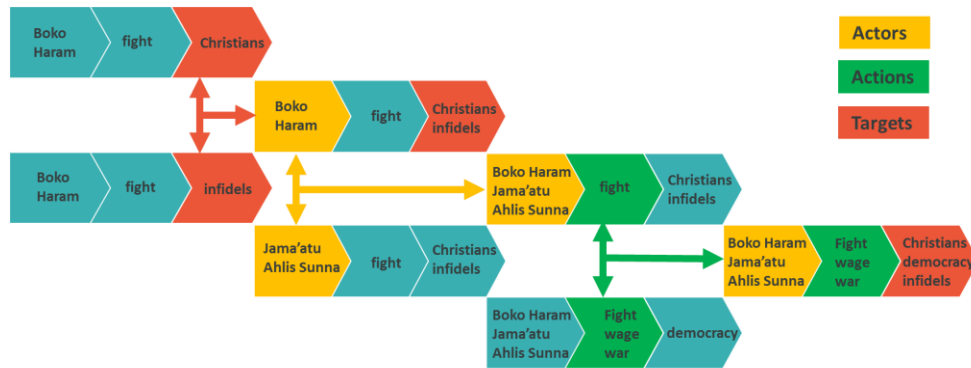 Boko
Haram
fight
Christians
Actors
Actions
Targets
Boko
Haram
fight
Christians
infidels
Boko
Haram
fight
infidels
Boko Haram
Jama'atu
Ahlis Sunna
fight
Christians
infidels
Jama'atu
Ahlis Sunna
fight
Christians
infidels
Boko Haram
Jama'atu
Ahlis Sunna
Fight
wage
war
Christians
democracy
infidels
Boko Haram
Jama'atu
Ahlis Sunna
Fight
wage
war
democracy